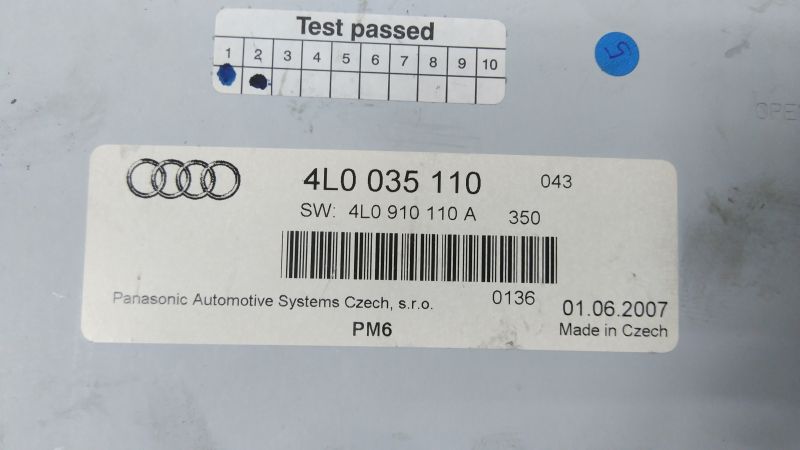 Test passed
1 2 3 4 5 6 7 8 9 10
5
OPE
4L0 035 110 043
SW: 4L0 910 110 A 350
Panasonic Automotive Systems Czech, s.r.o. 0136 01.06.2007
PM6 Made in Czech